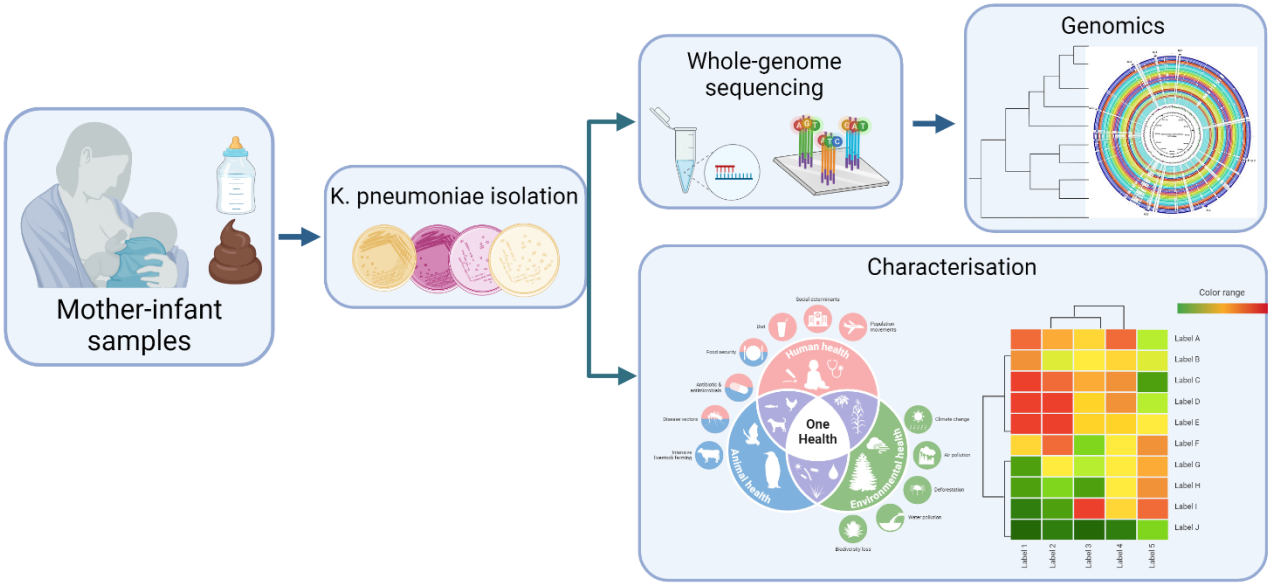 Mother-infant
samples
K. pneumoniae isolation
Whole-genome
sequencing
A G T
A T C
G A T
Genomics
Characterisation
Social determinants
Diet
Population
movements
Food security
Antibiotic &
antimicrobials
Disease vectors
Intensive
livestock farming
Human health
One
Health
Animal health
Environmental health
Climate change
Air pollution
Deforestation
Water pollution
Biodiversity loss
Color range
Label A
Label B
Label C
Label D
Label E
Label F
Label G
Label H
Label I
Label J
Label 1
Label 2
Label 3
Label 4
Label 5